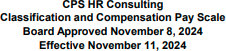 CPS HR Consulting
Classification and Compensation Pay Scale
Board Approved November 8, 2024
Effective November 11, 2024